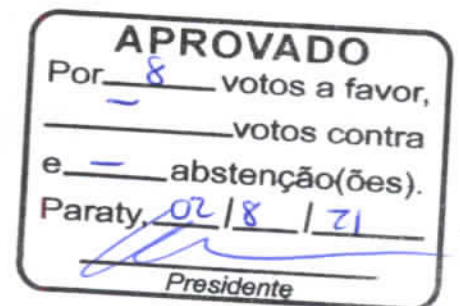 APROVADO
Por 8 votos a favor,
— votos contra
e — abstenção(ões).
Paraty, 02 / 8 / 21
Presidente